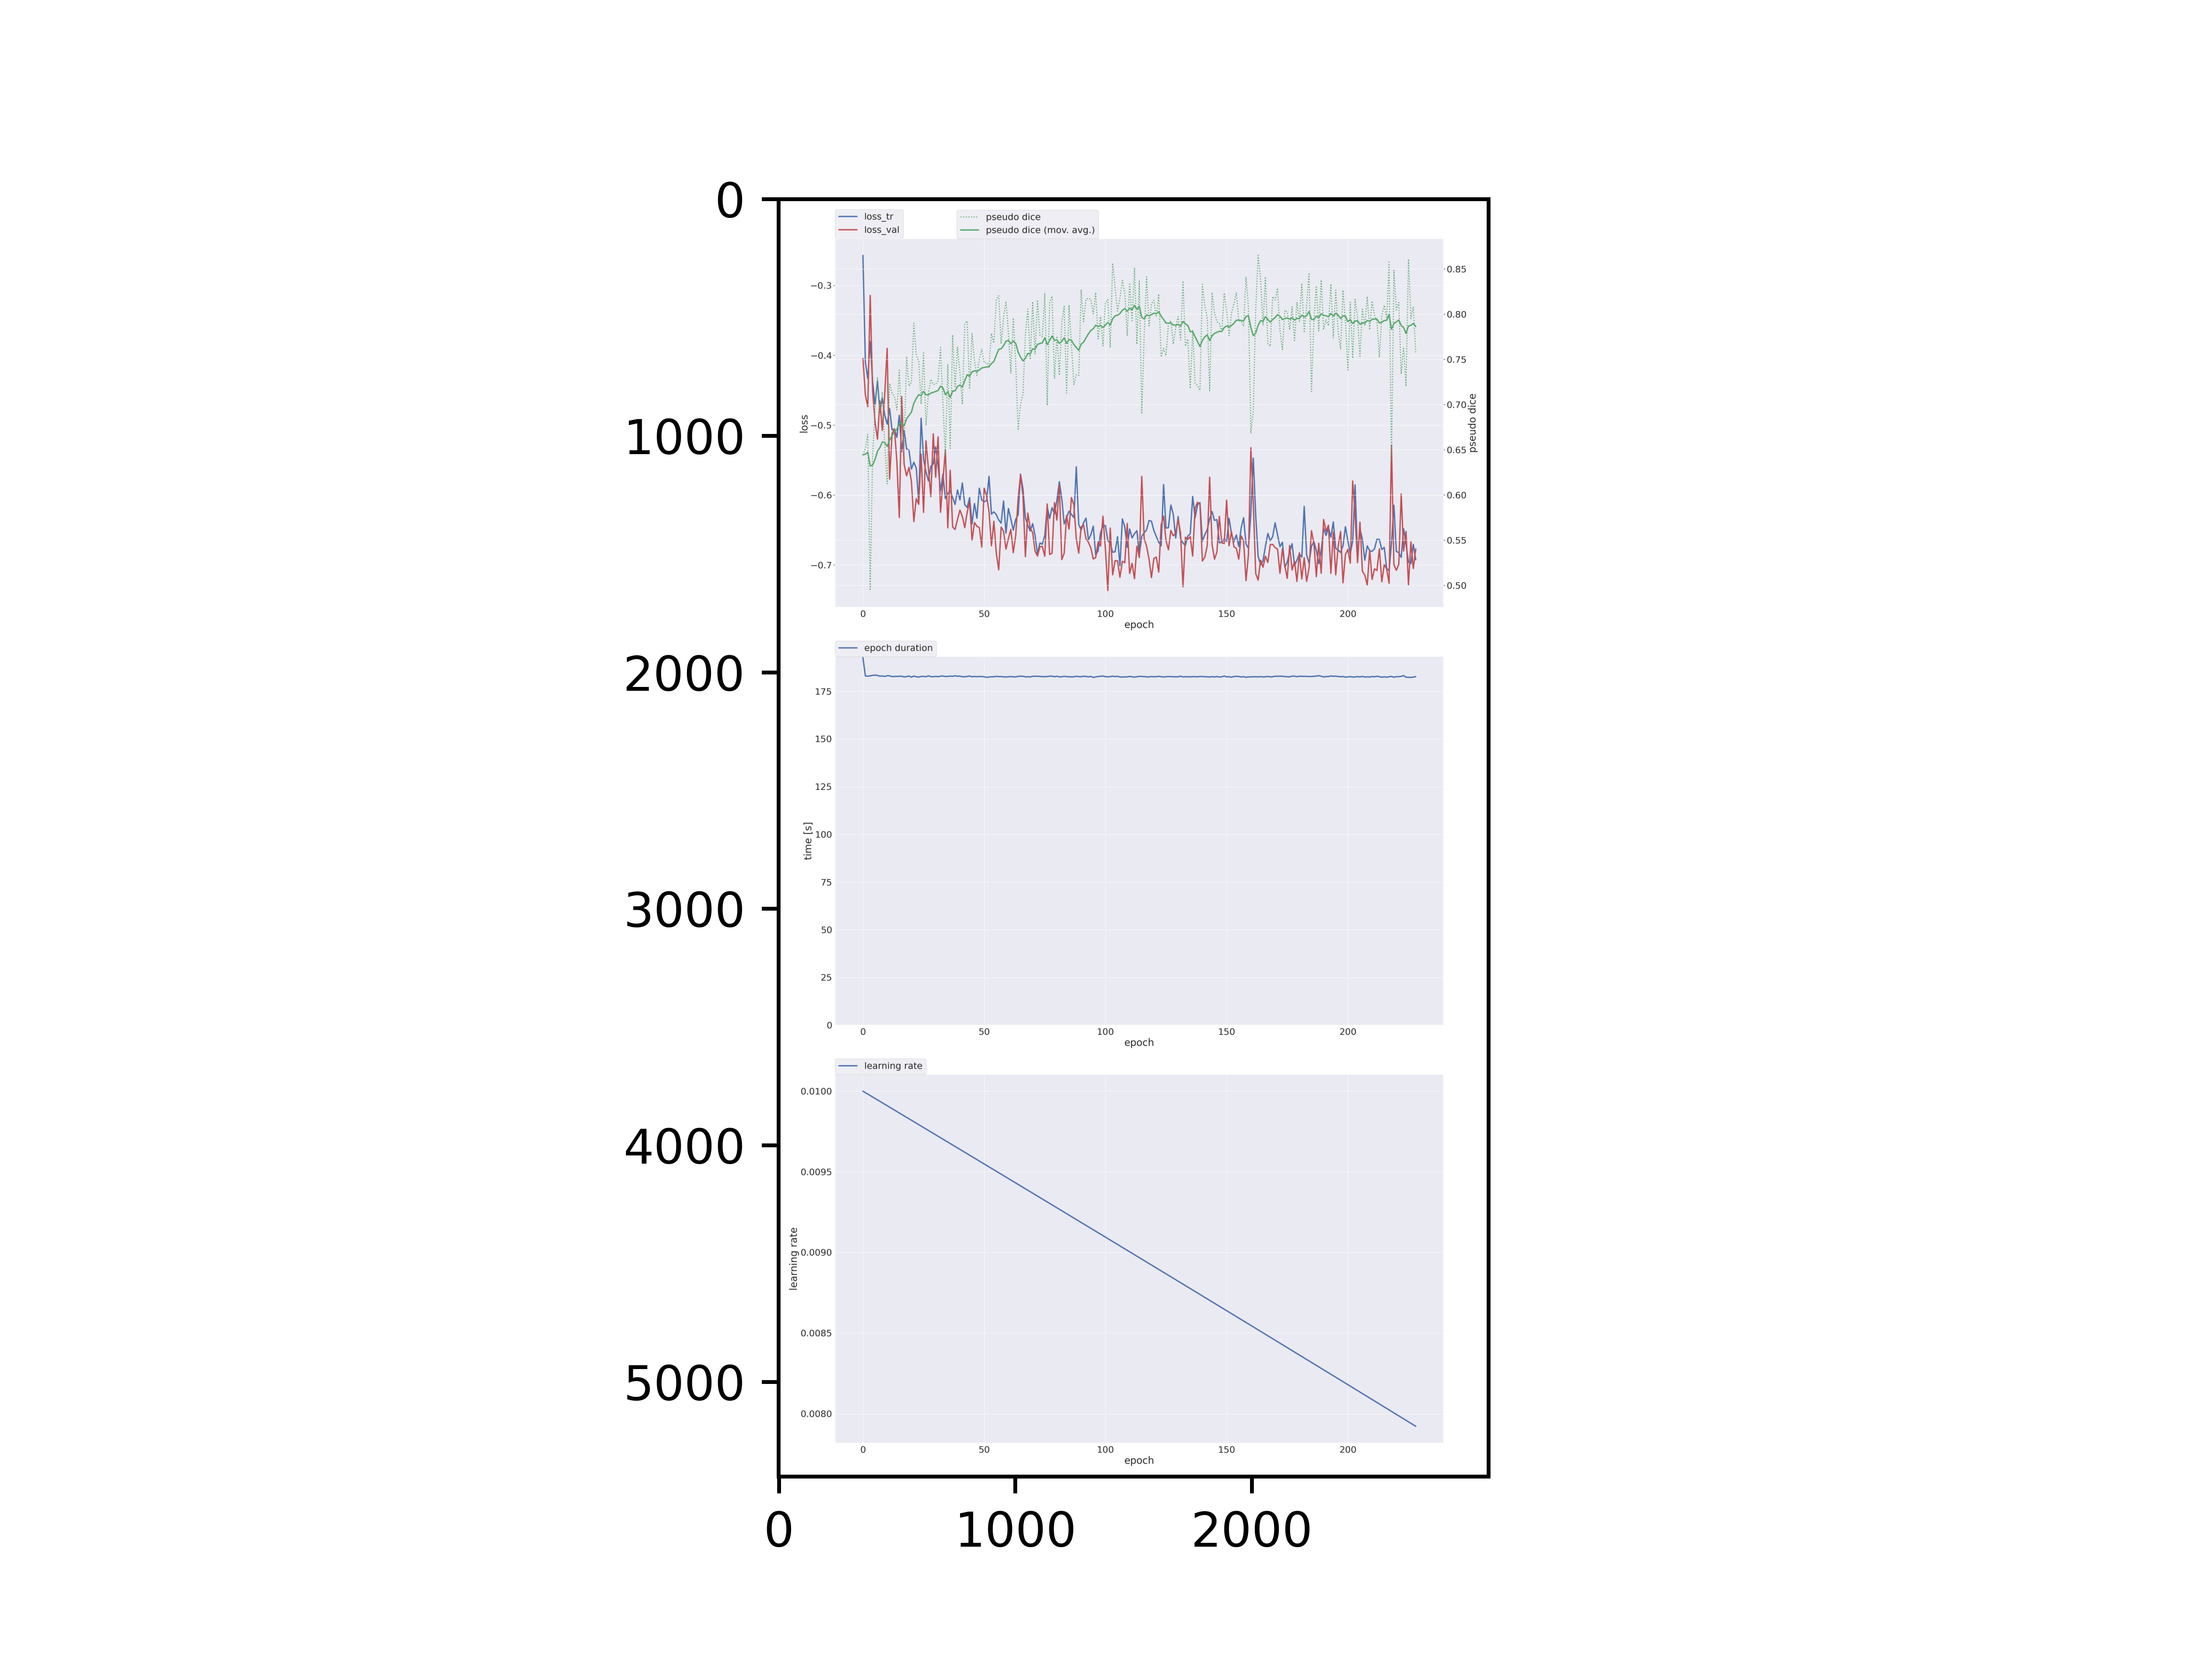 0
1000
2000
3000
4000
5000
loss_tr
loss_val
pseudo dice
pseudo dice (mov. avg.)
−0.3
−0.4
−0.5
−0.6
−0.7
loss
0.85
0.80
0.75
0.70
0.65
0.60
0.55
0.50
pseudo dice
0 50 100 150 200
epoch
epoch duration
175
150
125
100
75
50
25
0
time [s]
0 50 100 150 200
epoch
learning rate
0.0100
0.0095
0.0090
0.0085
0.0080
learning rate
0 50 100 150 200
epoch
0 1000 2000